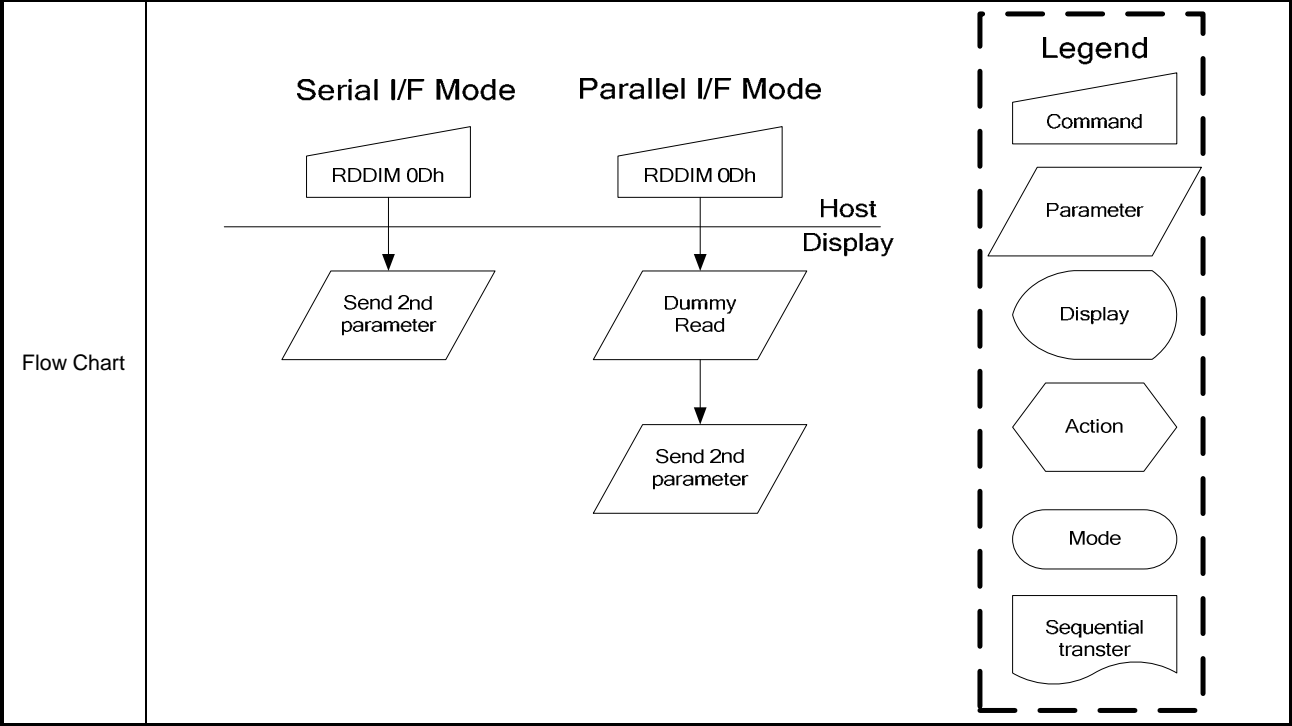 Flow Chart
Serial I/F Mode
RDDIM 0Dh
Send 2nd
parameter
Parallel I/F Mode
RDDIM 0Dh
Host
Display
Dummy
Read
Send 2nd
parameter
Legend
Command
Parameter
Display
Action
Mode
Sequential
transter